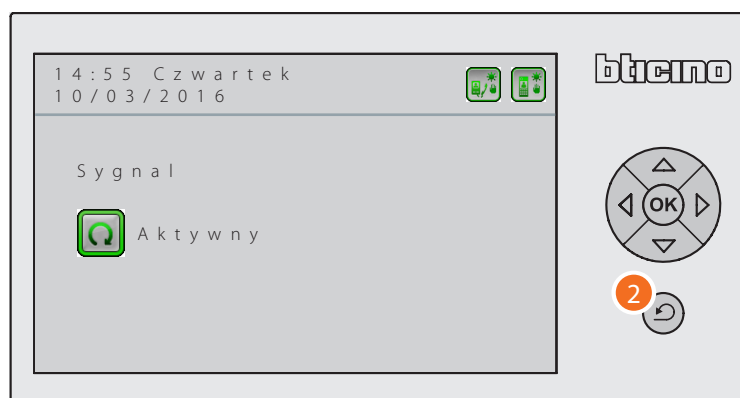 14:55 Czwartek
10/03/2016
bticino
Sygnal
Aktywny
OK
2